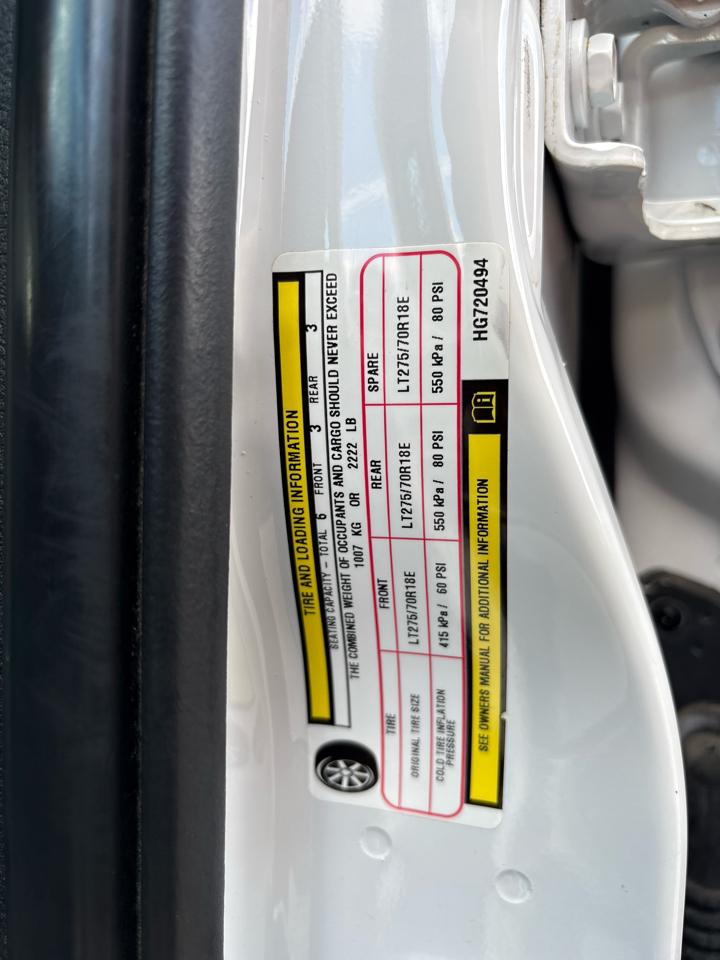 TIRE AND LOADING INFORMATION
SEATING CAPACITY – TOTAL 6 FRONT 3 REAR 3
THE COMBINED WEIGHT OF OCCUPANTS AND CARGO SHOULD NEVER EXCEED
1007 KG OR 2222 LB
TIRE FRONT REAR SPARE
ORIGINAL TIRE SIZE LT275/70R18E LT275/70R18E LT275/70R18E
COLD TIRE INFLATION PRESSURE 415 kPa / 60 PSI 550 kPa / 80 PSI 550 kPa / 80 PSI
SEE OWNERS MANUAL FOR ADDITIONAL INFORMATION
HG720494